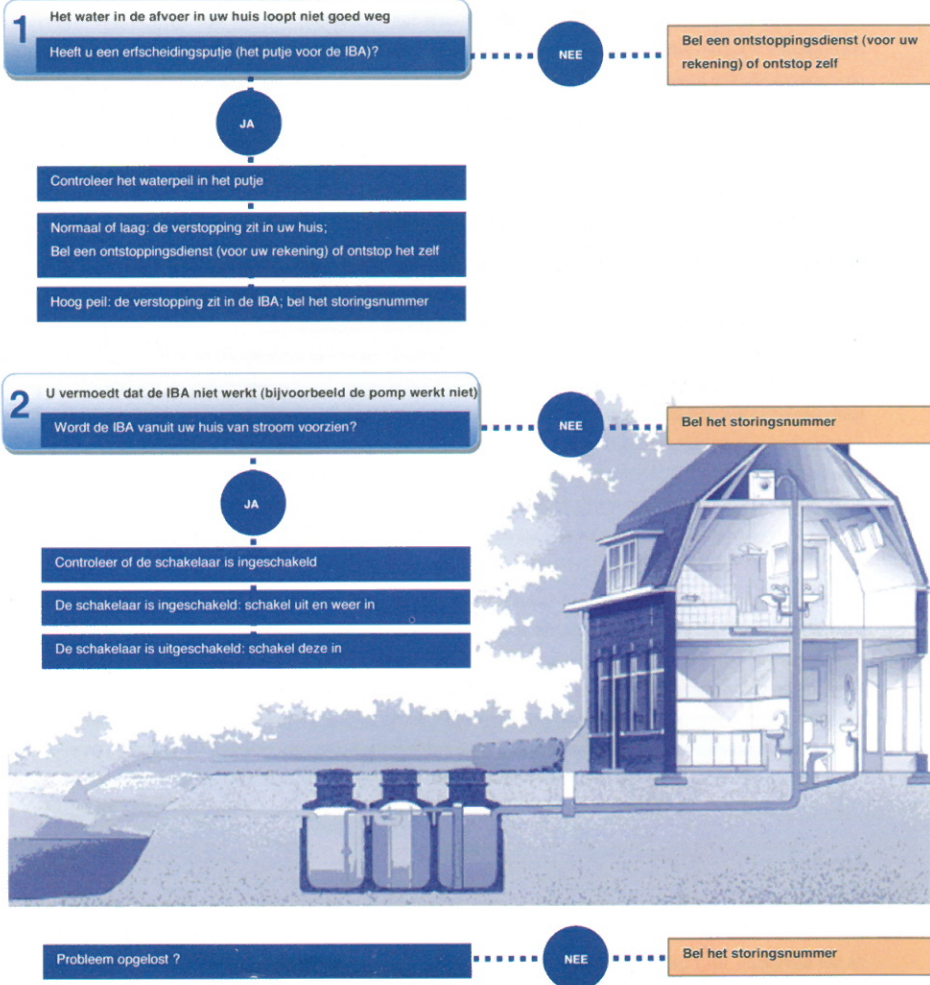 1
Het water in de afvoer in uw huis loopt niet goed weg
Heeft u een erfscheidingsputje (het putje voor de IBA)?
NEE
Bel een ontstoppingsdienst (voor uw
rekening) of ontstop zelf
JA
Controleer het waterpeil in het putje
Normaal of laag: de verstopping zit in uw huis;
Bel een ontstoppingsdienst (voor uw rekening) of ontstop het zelf
Hoog peil: de verstopping zit in de IBA; bel het storingsnummer
2
U vermoedt dat de IBA niet werkt (bijvoorbeeld de pomp werkt niet)
Wordt de IBA vanuit uw huis van stroom voorzien?
NEE
Bel het storingsnummer
JA
Controleer of de schakelaar is ingeschakeld
De schakelaar is ingeschakeld: schakel uit en weer in
De schakelaar is uitgeschakeld: schakel deze in
Probleem opgelost ?
NEE
Bel het storingsnummer